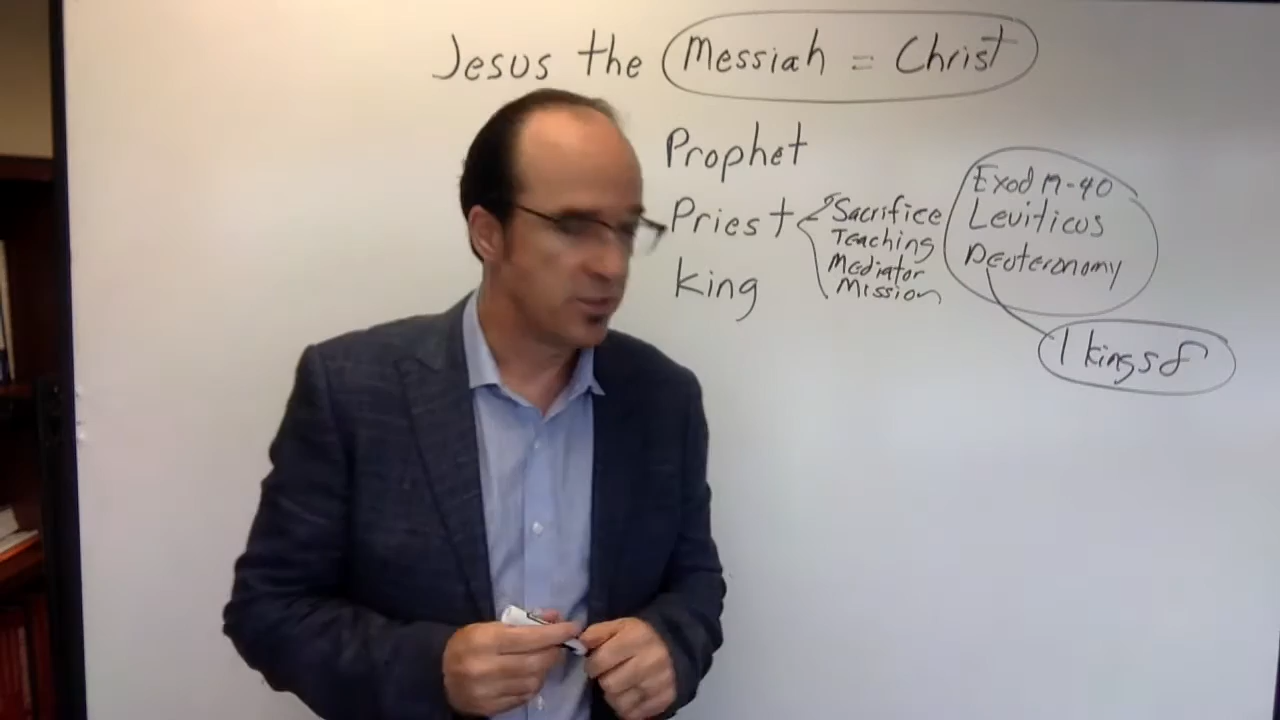 Jesus the Messiah = Christ
Prophet
Priest
King
Sacrifice
Teaching
Mediator
Mission
Exod 19-40
Leviticus
Deuteronomy
1 Kings 8